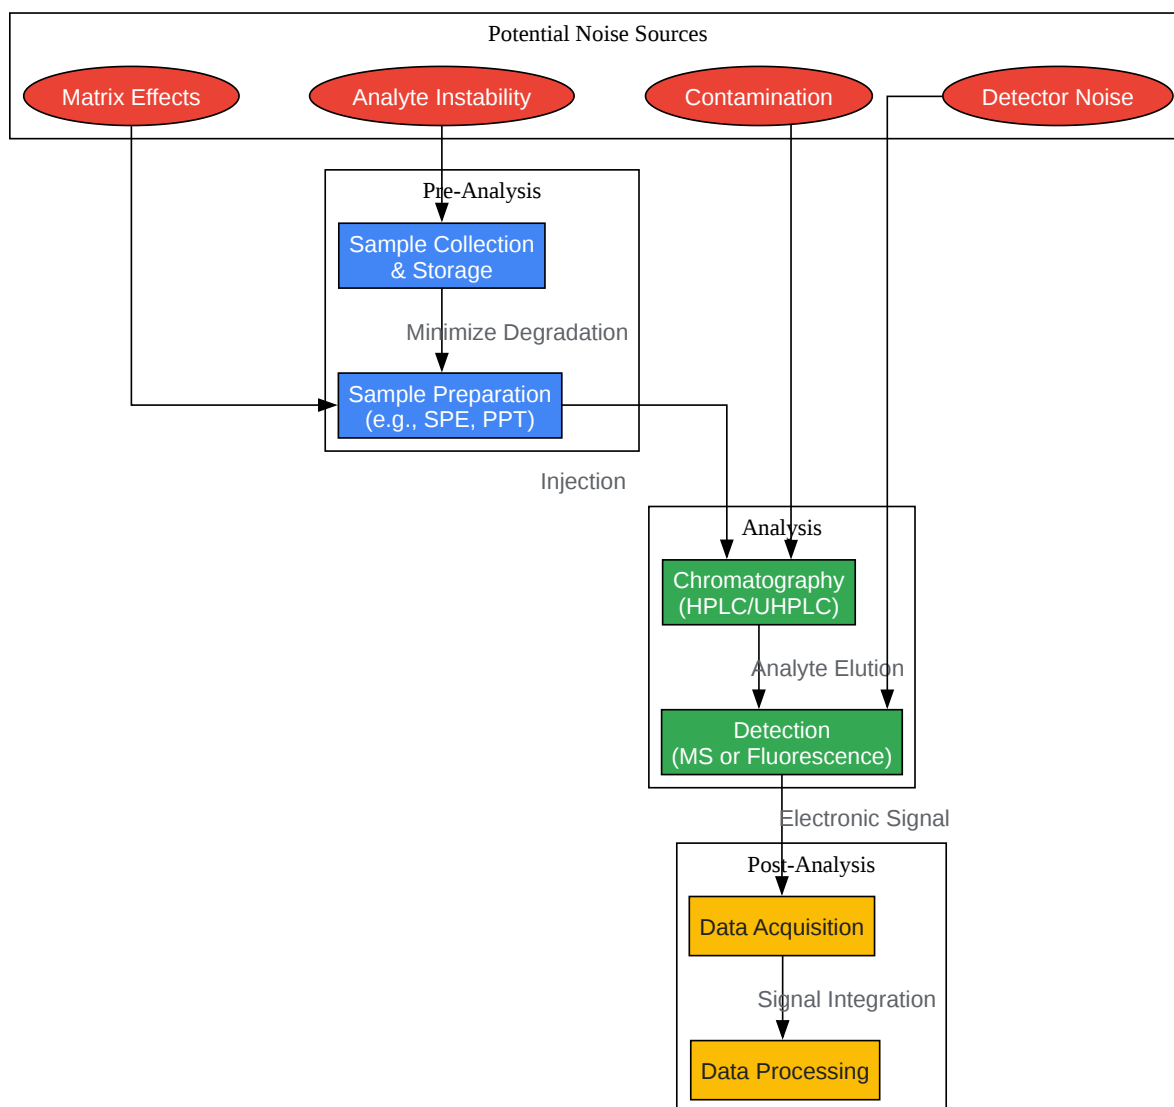 Potential Noise Sources
Matrix Effects
Analyte Instability
Contamination
Detector Noise
Pre-Analysis
Sample Collection
& Storage
Minimize Degradation
Sample Preparation
(e.g., SPE, PPT)
Injection
Analysis
Chromatography
(HPLC/UHPLC)
Analyte Elution
Detection
(MS or Fluorescence)
Electronic Signal
Post-Analysis
Data Acquisition
Signal Integration
Data Processing